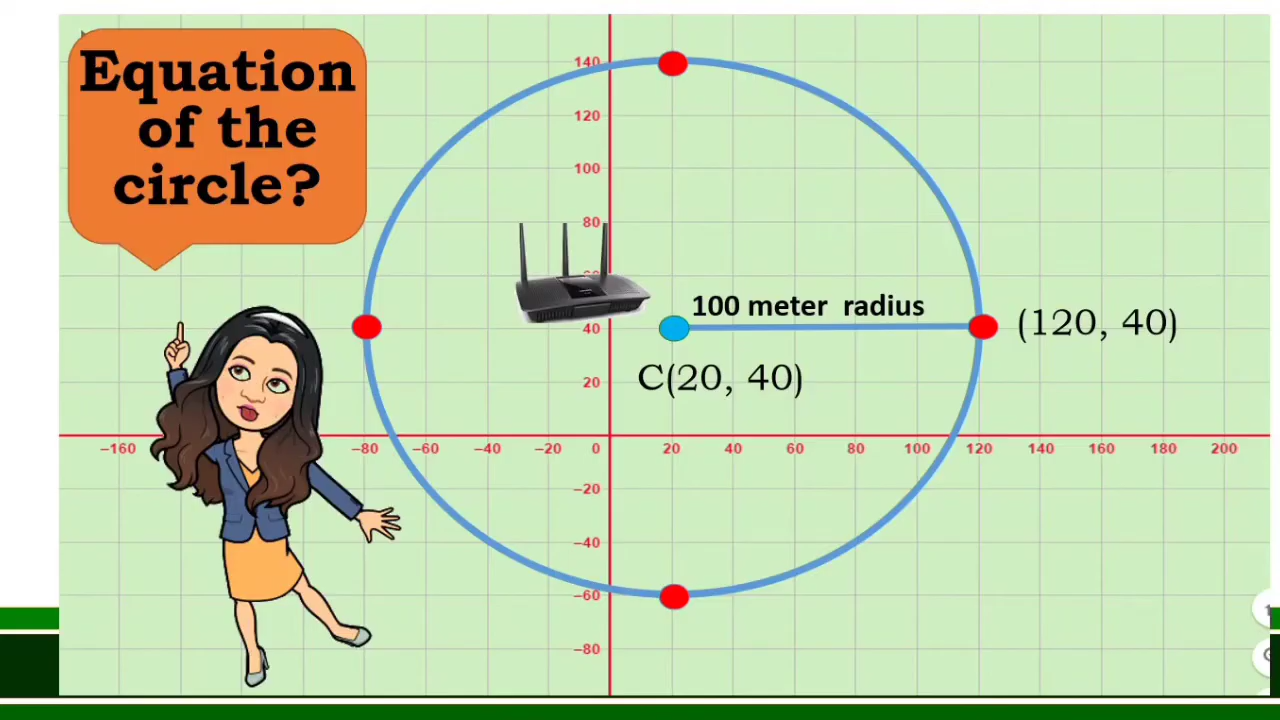 Equation
of the
circle?
140
120
100
80
100 meter radius
40
(120, 40)
20
C(20, 40)
−160 −80 −60 −40 −20 0 20 40 60 80 100 120 140 160 180 200
−20
−40
−60
−80